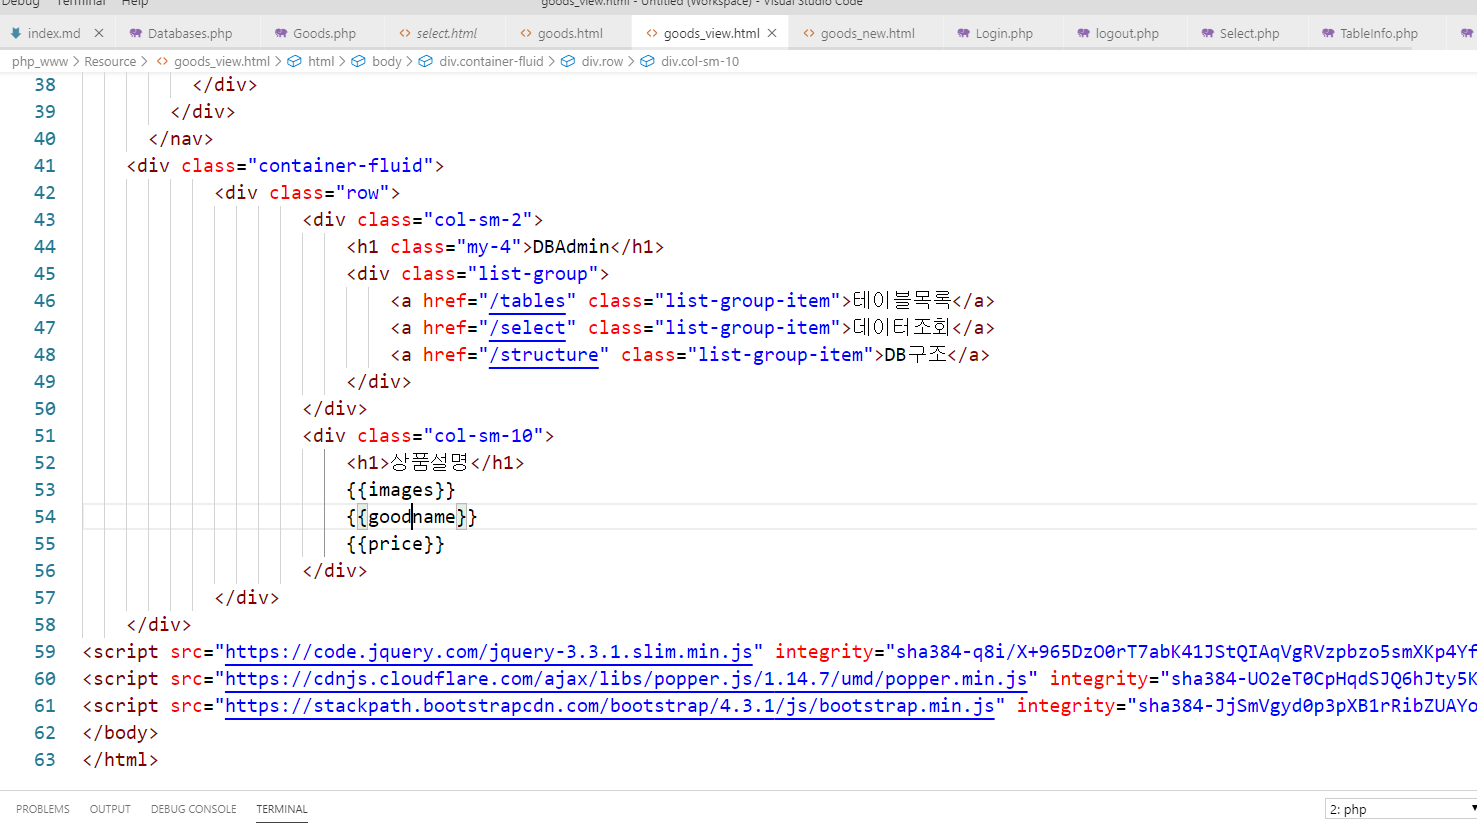 Debug Terminal Help goods_view.html - Untitled (Workspace) - Visual Studio Code
index.md Databases.php Goods.php select.html goods.html goods_view.html goods_new.html Login.php logout.php Select.php TableInfo.php
php_www > Resource > goods_view.html > html > body > div.container-fluid > div.row > div.col-sm-10
38 </div>
39 </div>
40 </nav>
41 <div class="container-fluid">
42 <div class="row">
43 <div class="col-sm-2">
44 <h1 class="my-4">DBAdmin</h1>
45 <div class="list-group">
46 <a href="/tables" class="list-group-item">테이블목록</a>
47 <a href="/select" class="list-group-item">데이터조회</a>
48 <a href="/structure" class="list-group-item">DB구조</a>
49 </div>
50 </div>
51 <div class="col-sm-10">
52 <h1>상품설명</h1>
53 {{images}}
54 {{goodname}}
55 {{price}}
56 </div>
57 </div>
58 </div>
59 <script src="https://code.jquery.com/jquery-3.3.1.slim.min.js" integrity="sha384-q8i/X+965DzO0rT7abK41JStQIAqVgRVzpbzo5smXKp4Yf
60 <script src="https://cdnjs.cloudflare.com/ajax/libs/popper.js/1.14.7/umd/popper.min.js" integrity="sha384-UO2eT0CpHqdSJQ6hJty5K
61 <script src="https://stackpath.bootstrapcdn.com/bootstrap/4.3.1/js/bootstrap.min.js" integrity="sha384-JjSmVgyd0p3pXB1rRibZUAYo
62 </body>
63 </html>
PROBLEMS OUTPUT DEBUG CONSOLE TERMINAL 2: php